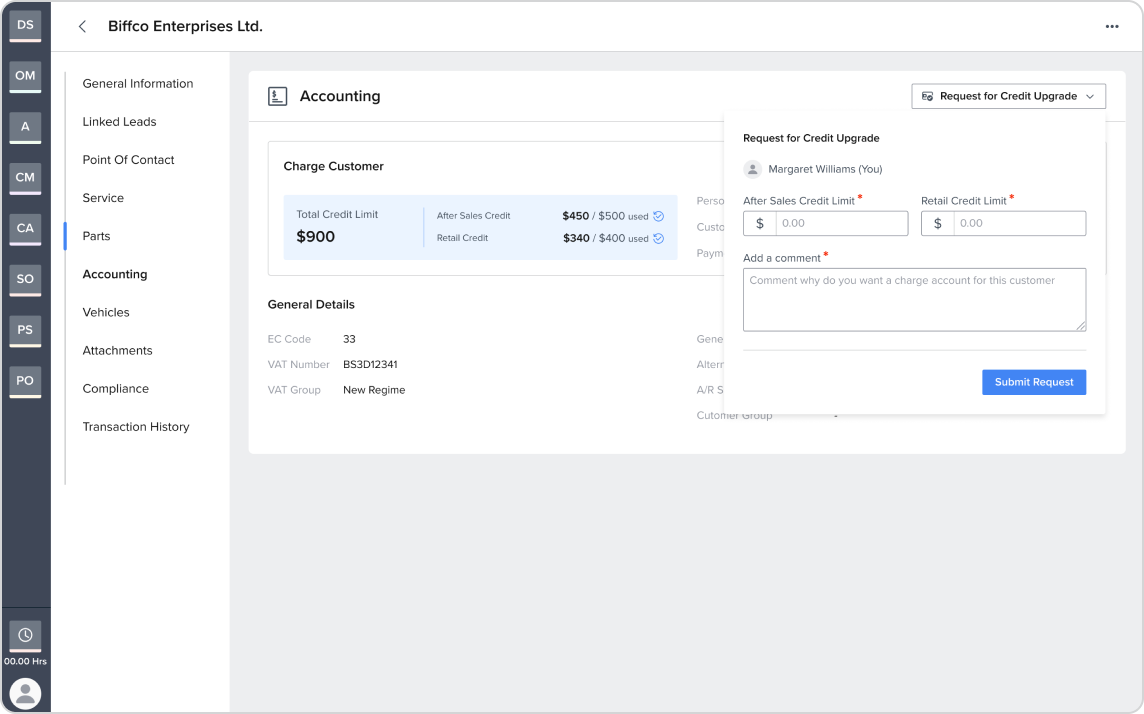 DS
OM
A
CM
CA
SO
PS
PO
00.00 Hrs
Biffco Enterprises Ltd.
General Information
Linked Leads
Point Of Contact
Service
Parts
Accounting
Vehicles
Attachments
Compliance
Transaction History
Accounting
Request for Credit Upgrade
Charge Customer
Total Credit Limit
$900
After Sales Credit $450 / $500 used
Retail Credit $340 / $400 used
General Details
EC Code 33
VAT Number BS3D12341
VAT Group New Regime
Cutomer Group -
Request for Credit Upgrade
Margaret Williams (You)
After Sales Credit Limit * Retail Credit Limit *
$ 0.00 $ 0.00
Add a comment *
Comment why do you want a charge account for this customer
Submit Request